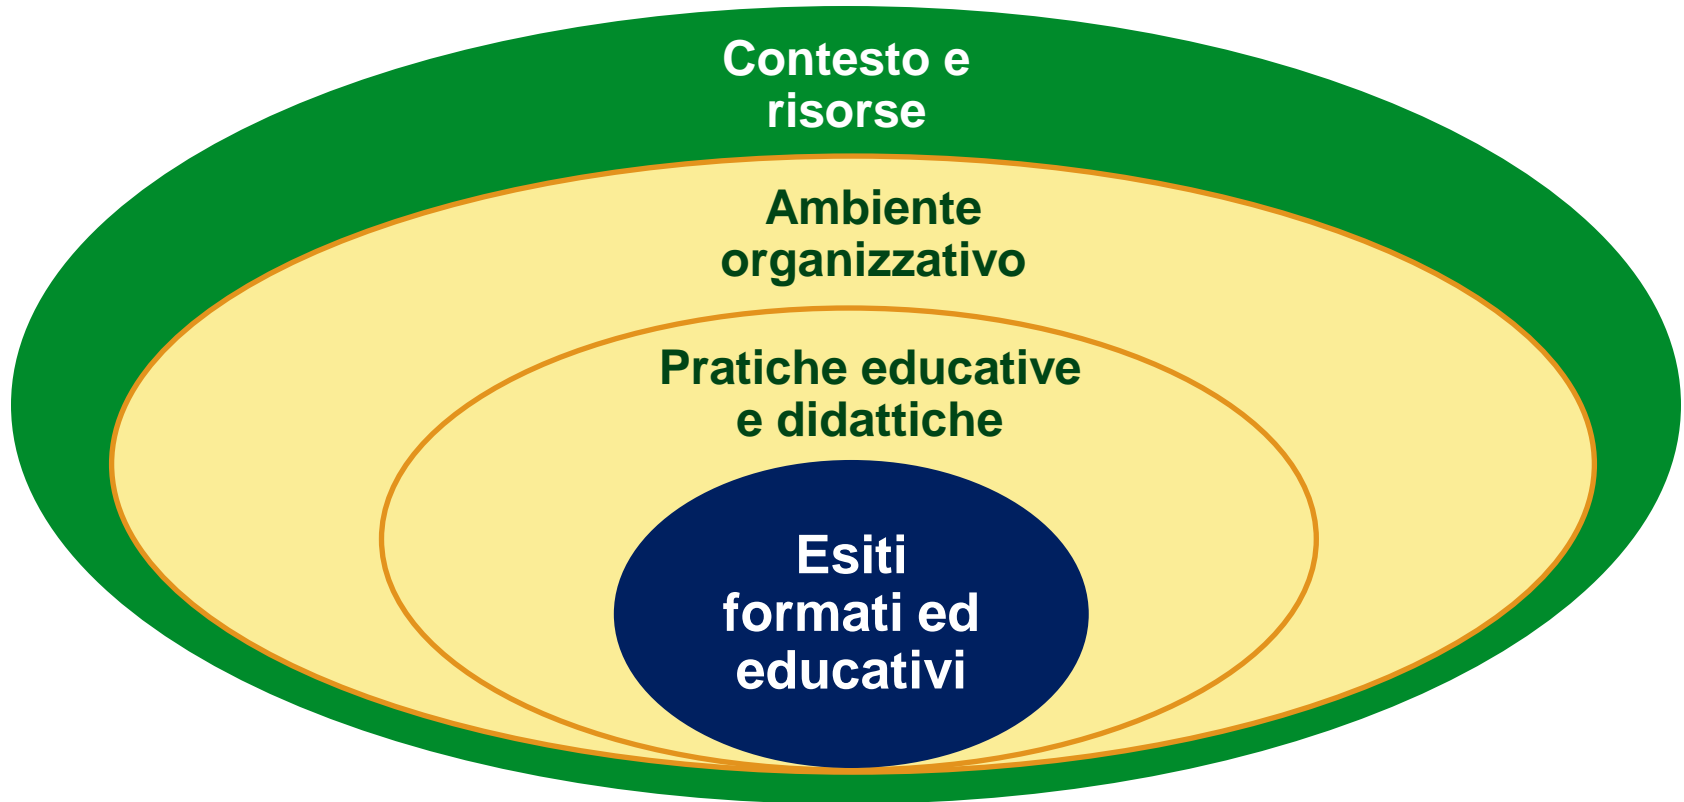 Contesto e
risorse
Ambiente
organizzativo
Pratiche educative
e didattiche
Esiti
formati ed
educativi